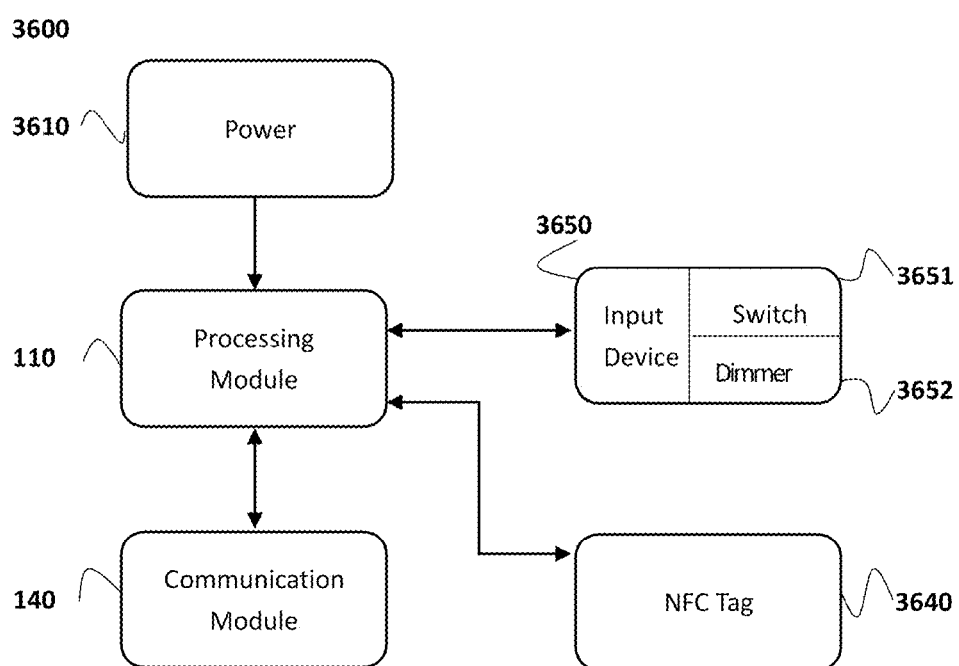 3600
3610
Power
3650
3651
Input
Device
Switch
Dimmer
3652
110
Processing
Module
140
Communication
Module
NFC Tag
3640